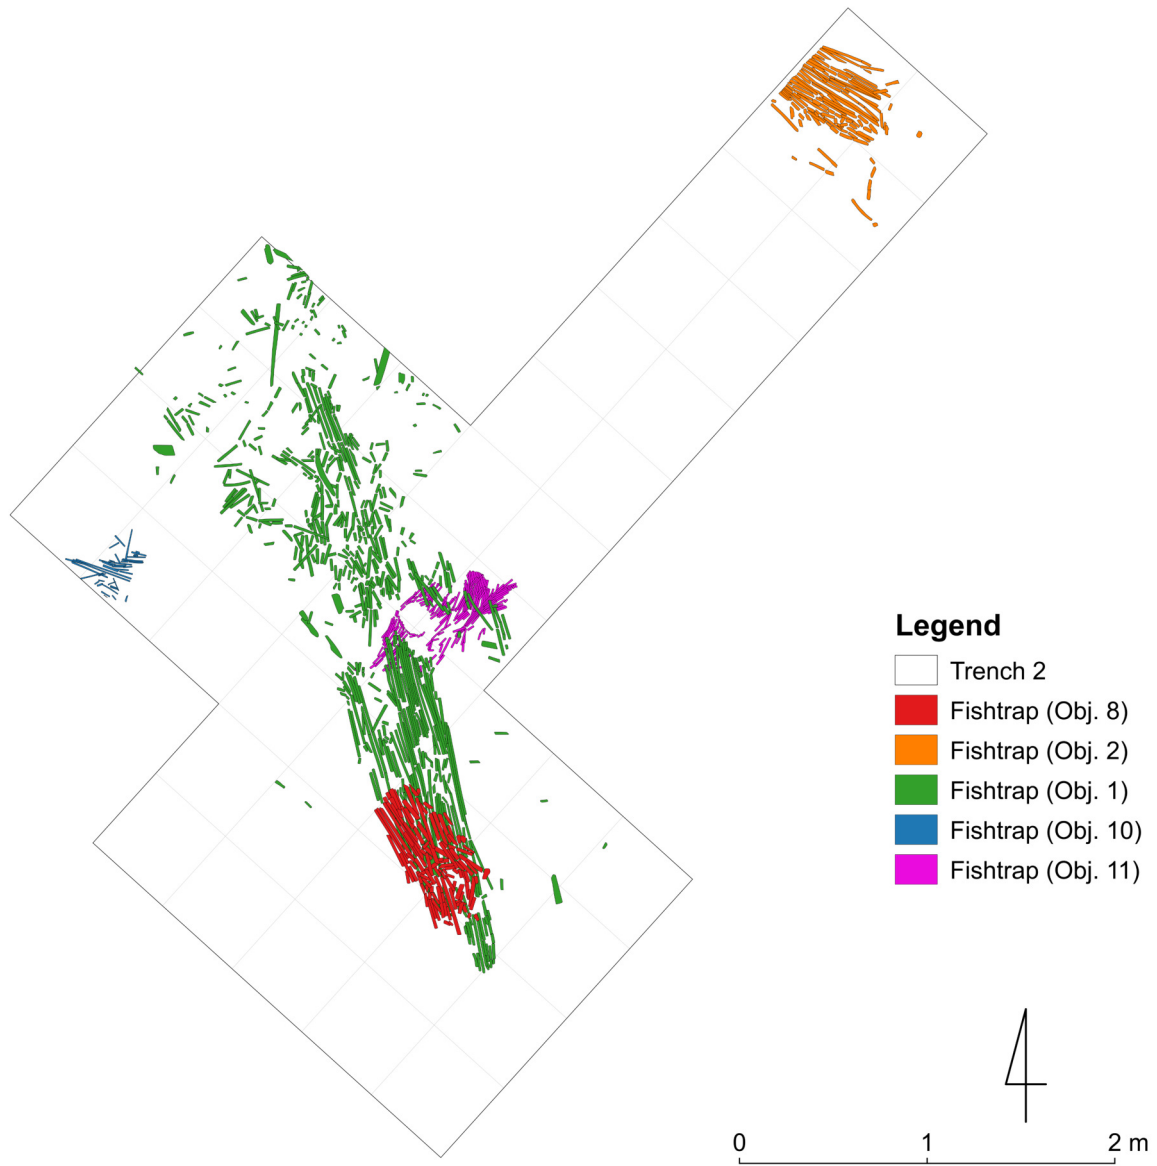 Legend
Trench 2
Fishtrap (Obj. 8)
Fishtrap (Obj. 2)
Fishtrap (Obj. 1)
Fishtrap (Obj. 10)
Fishtrap (Obj. 11)
0 1 2 m